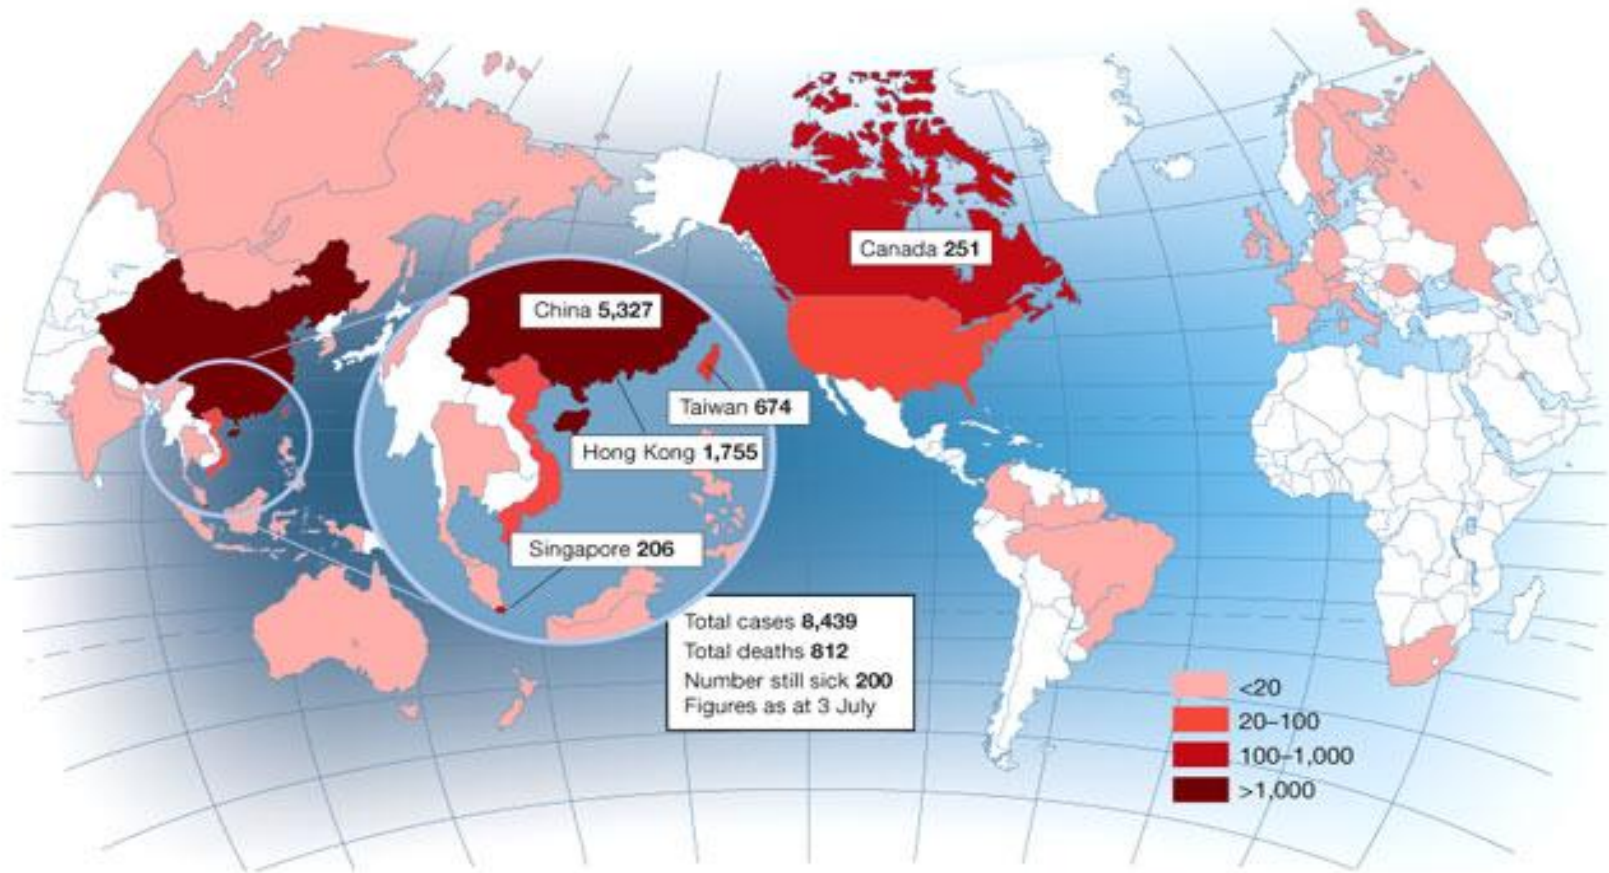 Canada 251
China 5,327
Taiwan 674
Hong Kong 1,755
Singapore 206
Total cases 8,439
Total deaths 812
Number still sick 200
Figures as at 3 July
<20
20–100
100–1,000
>1,000